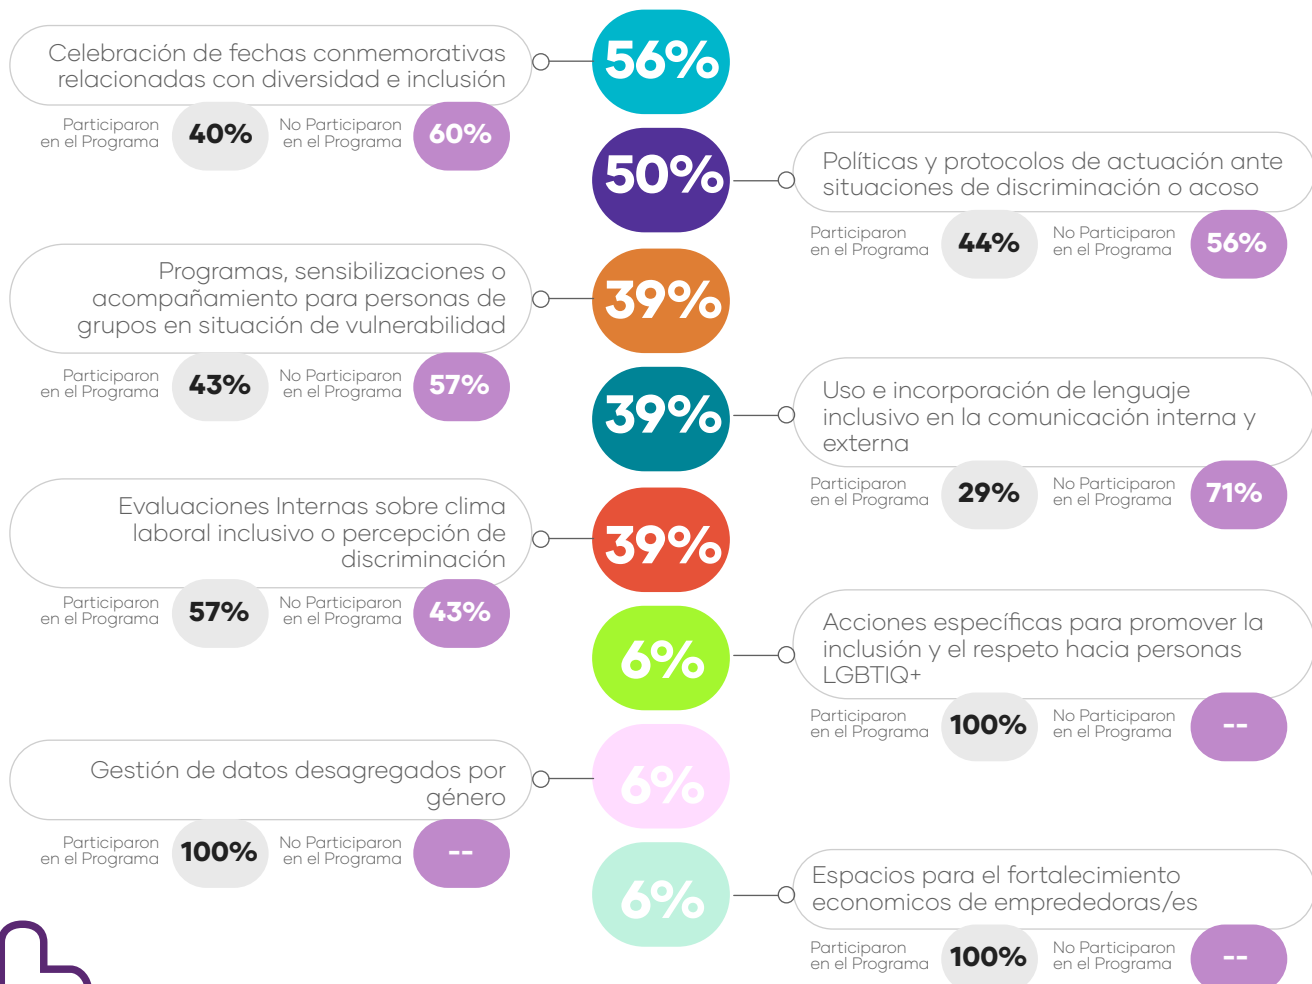 Celebración de fechas conmemorativas
relacionadas con diversidad e inclusión
56%
Participaron
en el Programa
40%
No Participaron
en el Programa
60%
50%
Políticas y protocolos de actuación ante
situaciones de discriminación o acoso
Participaron
en el Programa
44%
No Participaron
en el Programa
56%
Programas, sensibilizaciones o
acompañamiento para personas de
grupos en situación de vulnerabilidad
39%
Participaron
en el Programa
43%
No Participaron
en el Programa
57%
39%
Uso e incorporación de lenguaje
inclusivo en la comunicación interna y
externa
Participaron
en el Programa
29%
No Participaron
en el Programa
71%
Evaluaciones Internas sobre clima
laboral inclusivo o percepción de
discriminación
39%
Participaron
en el Programa
57%
No Participaron
en el Programa
43%
6%
Acciones específicas para promover la
inclusión y el respeto hacia personas
LGBTIQ+
Participaron
en el Programa
100%
No Participaron
en el Programa
--
Gestión de datos desagregados por
género
6%
Participaron
en el Programa
100%
No Participaron
en el Programa
--
6%
Espacios para el fortalecimiento
economicos de emprededoras/es
Participaron
en el Programa
100%
No Participaron
en el Programa
--